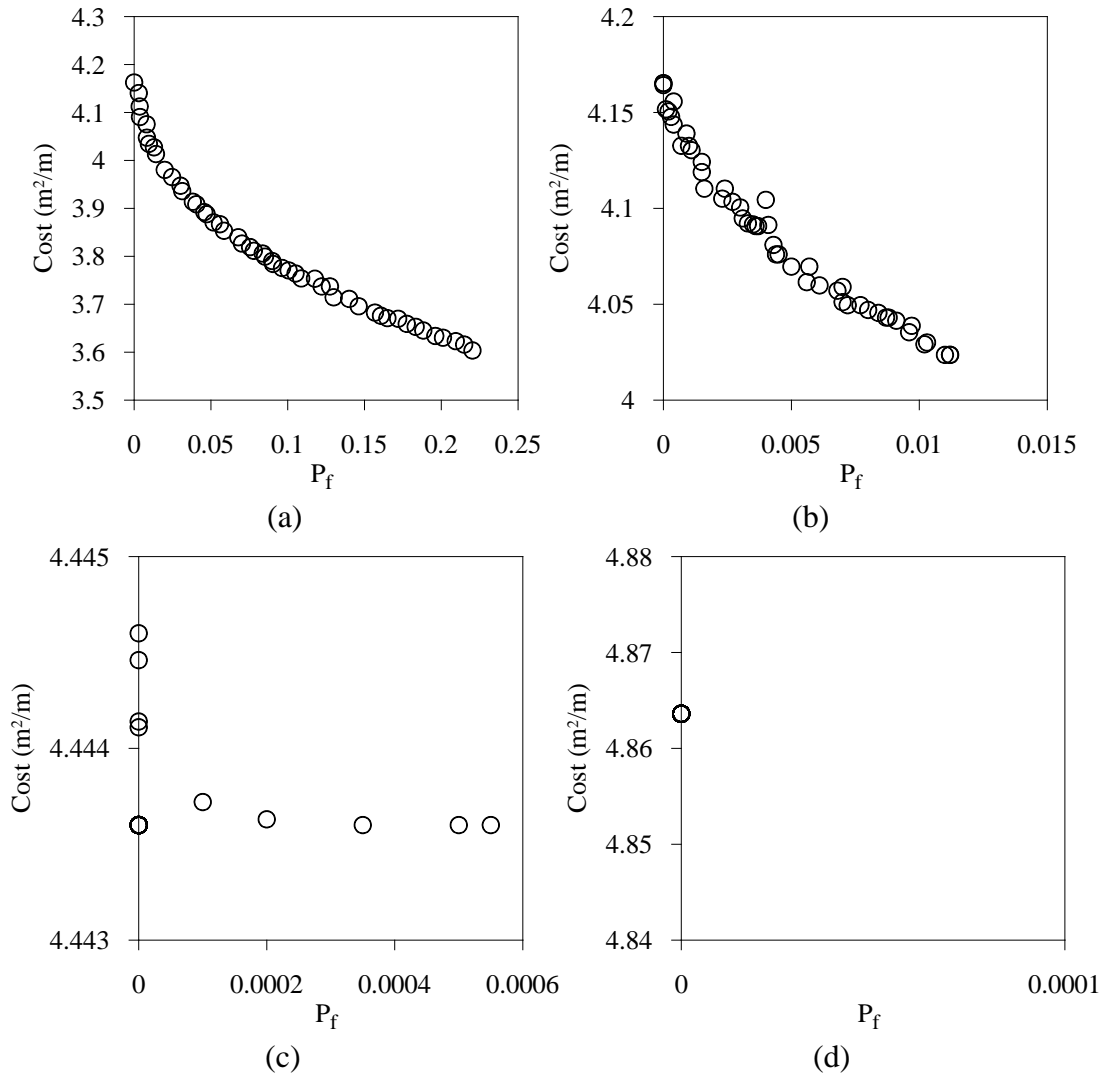 4.3
4.2
4.1
4
3.9
3.8
3.7
3.6
3.5
Cost (m²/m)
0 0.05 0.1 0.15 0.2 0.25
P_f
(a)
4.2
4.15
4.1
4.05
4
Cost (m²/m)
0 0.005 0.01 0.015
P_f
(b)
4.445
4.444
4.443
Cost (m²/m)
0 0.0002 0.0004 0.0006
P_f
(c)
4.88
4.87
4.86
4.85
4.84
Cost (m²/m)
0 0.0001
P_f
(d)